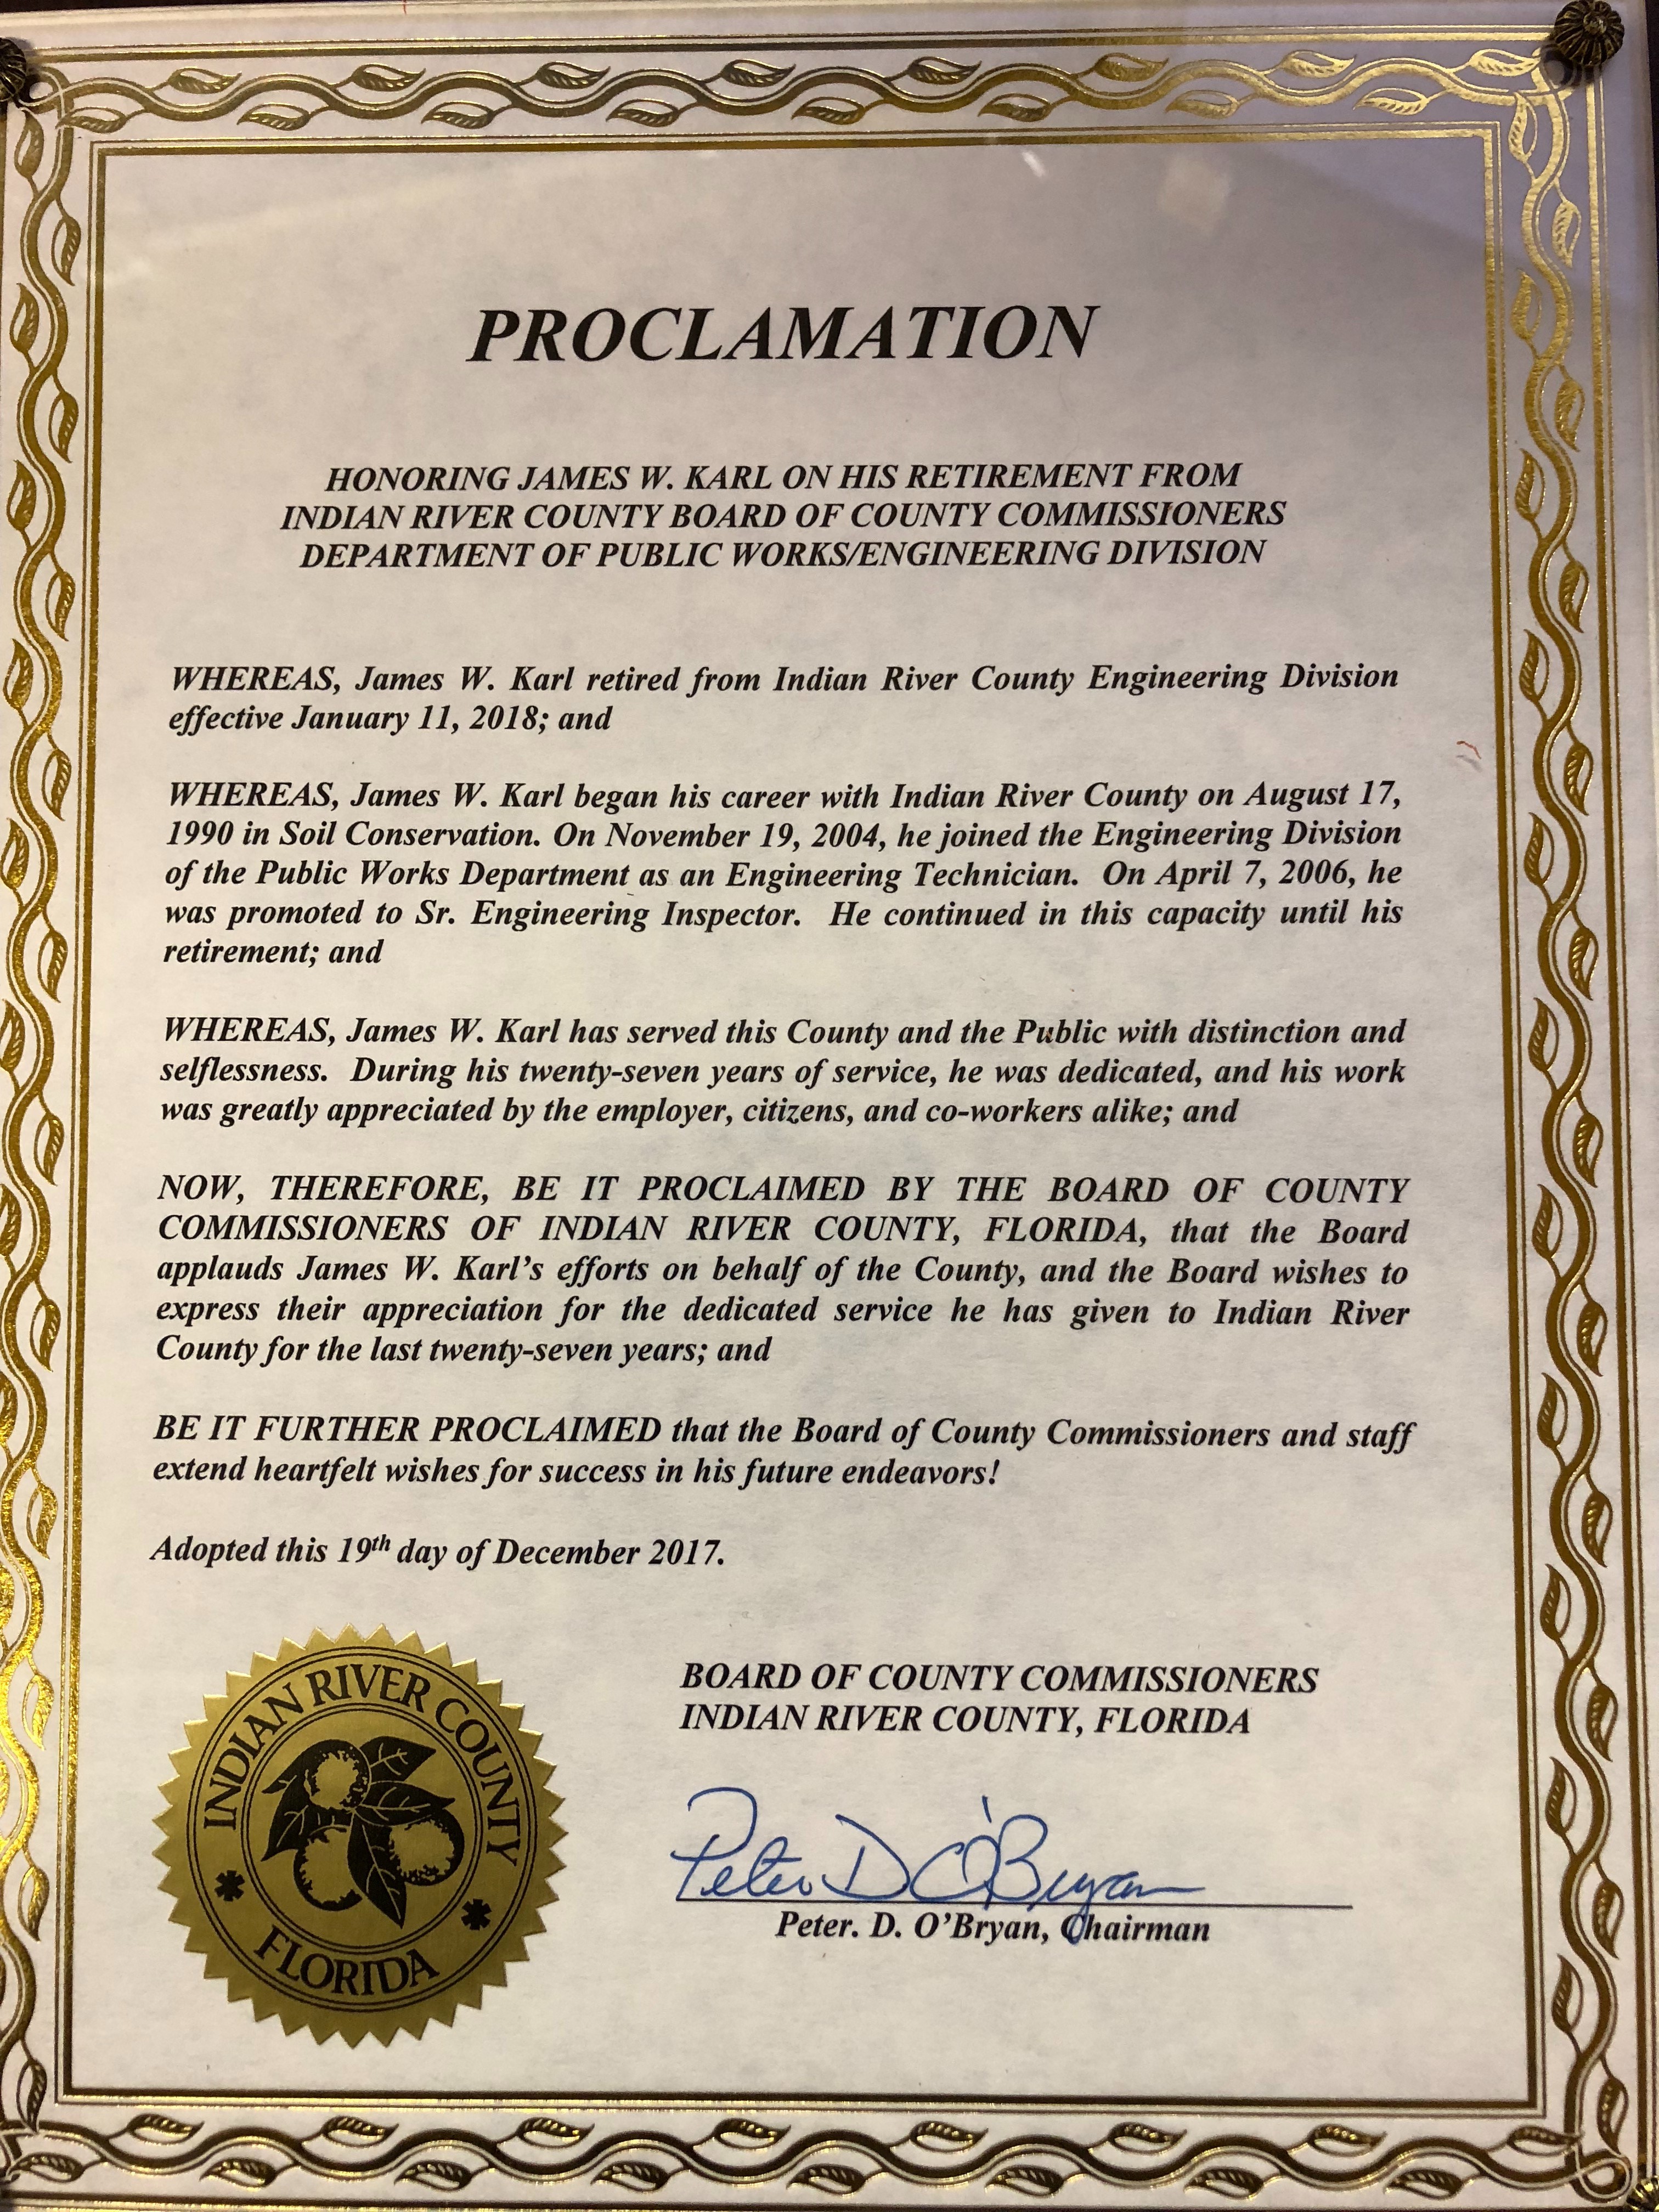 PROCLAMATION
HONORING JAMES W. KARL ON HIS RETIREMENT FROM
INDIAN RIVER COUNTY BOARD OF COUNTY COMMISSIONERS
DEPARTMENT OF PUBLIC WORKS/ENGINEERING DIVISION
WHEREAS, James W. Karl retired from Indian River County Engineering Division
effective January 11, 2018; and
WHEREAS, James W. Karl began his career with Indian River County on August 17,
1990 in Soil Conservation. On November 19, 2004, he joined the Engineering Division
of the Public Works Department as an Engineering Technician. On April 7, 2006, he
was promoted to Sr. Engineering Inspector. He continued in this capacity until his
retirement; and
WHEREAS, James W. Karl has served this County and the Public with distinction and
selflessness. During his twenty-seven years of service, he was dedicated, and his work
was greatly appreciated by the employer, citizens, and co-workers alike; and
NOW, THEREFORE, BE IT PROCLAIMED BY THE BOARD OF COUNTY
COMMISSIONERS OF INDIAN RIVER COUNTY, FLORIDA, that the Board
applauds James W. Karl’s efforts on behalf of the County, and the Board wishes to
express their appreciation for the dedicated service he has given to Indian River
County for the last twenty-seven years; and
BE IT FURTHER PROCLAIMED that the Board of County Commissioners and staff
extend heartfelt wishes for success in his future endeavors!
Adopted this 19th day of December 2017.
INDIAN RIVER COUNTY
FLORIDA
BOARD OF COUNTY COMMISSIONERS
INDIAN RIVER COUNTY, FLORIDA
Peter D O'Bryan
Peter. D. O’Bryan, Chairman